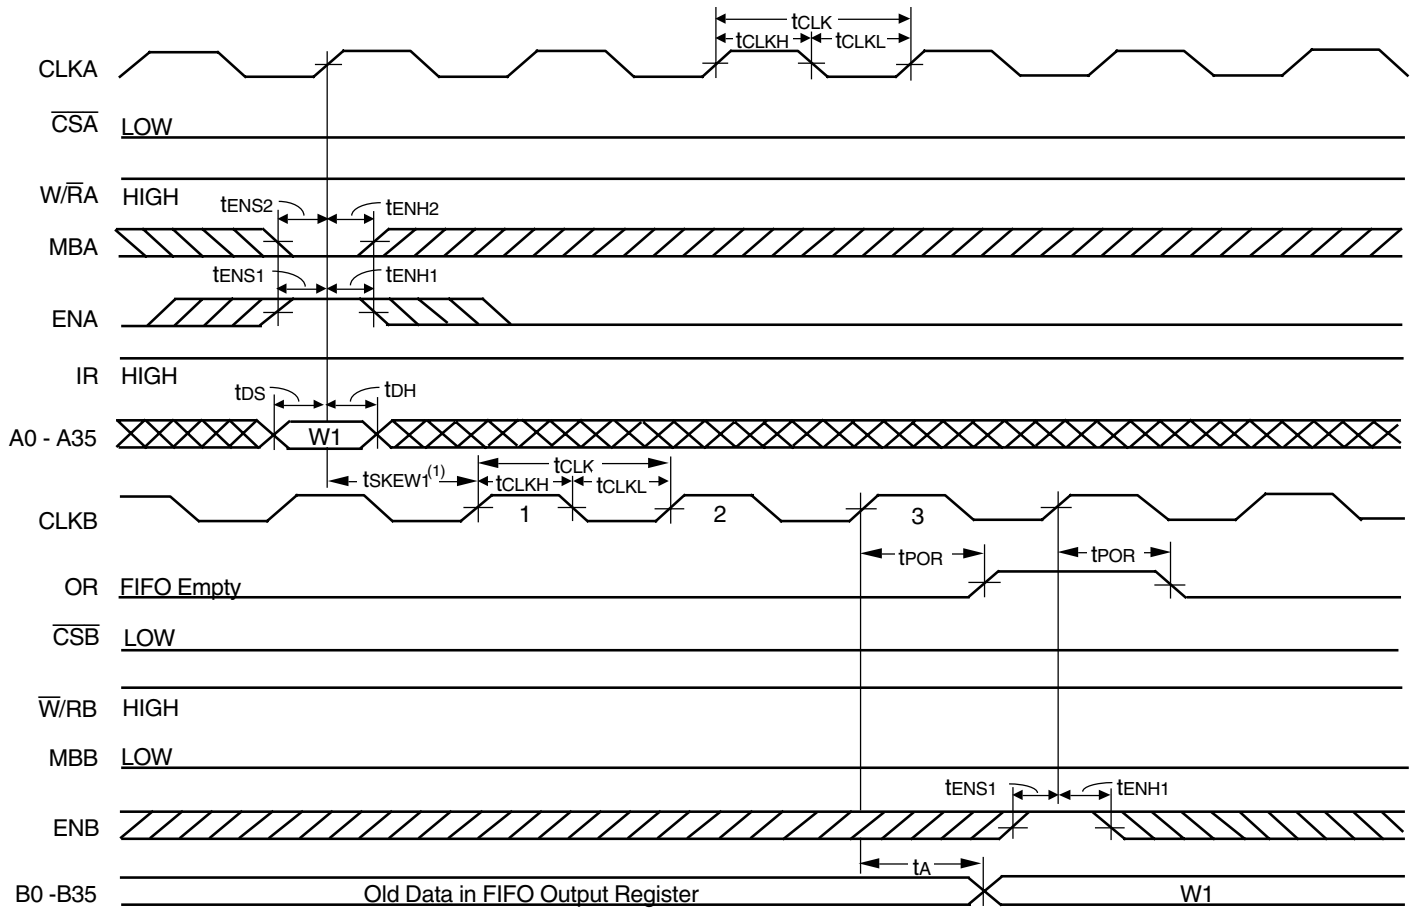 tCLK
tCLKH tCLKL
CLKA
CSA LOW
W/RA HIGH
tENS2 tENH2
MBA
tENS1 tENH1
ENA
IR HIGH
tDS tDH
A0 - A35 W1
tSKEW1(1) tCLK
tCLKH tCLKL
CLKB 1 2 3
tPOR tPOR
OR FIFO Empty
CSB LOW
W/RB HIGH
MBB LOW
tENS1 tENH1
ENB
tA
B0 -B35 Old Data in FIFO Output Register W1